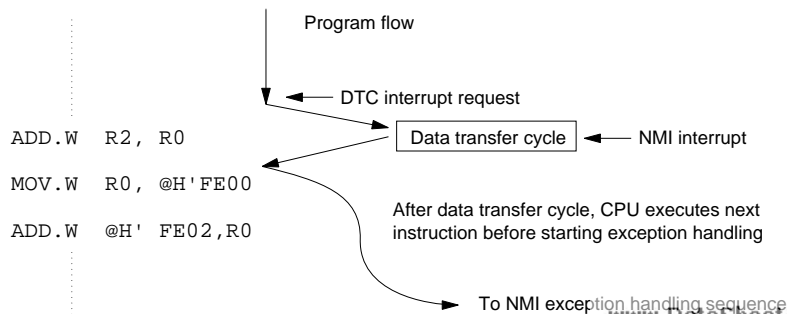 Program flow
DTC interrupt request
ADD.W R2, R0
Data transfer cycle
NMI interrupt
MOV.W R0, @H'FE00
After data transfer cycle, CPU executes next
instruction before starting exception handling
ADD.W @H' FE02,R0
To NMI exception handling sequence